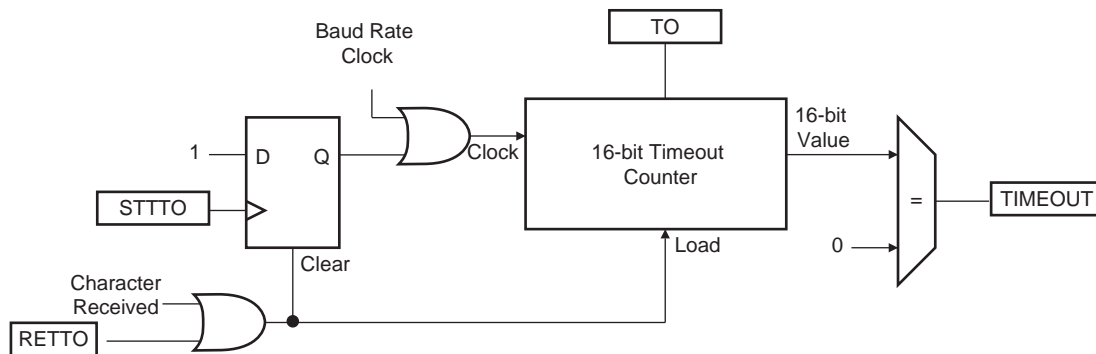 TO
Baud Rate
Clock
16-bit
Value
1
D
Q
Clock
16-bit Timeout
Counter
STTTO
TIMEOUT
=
0
Clear
Load
Character
Received
RETTO